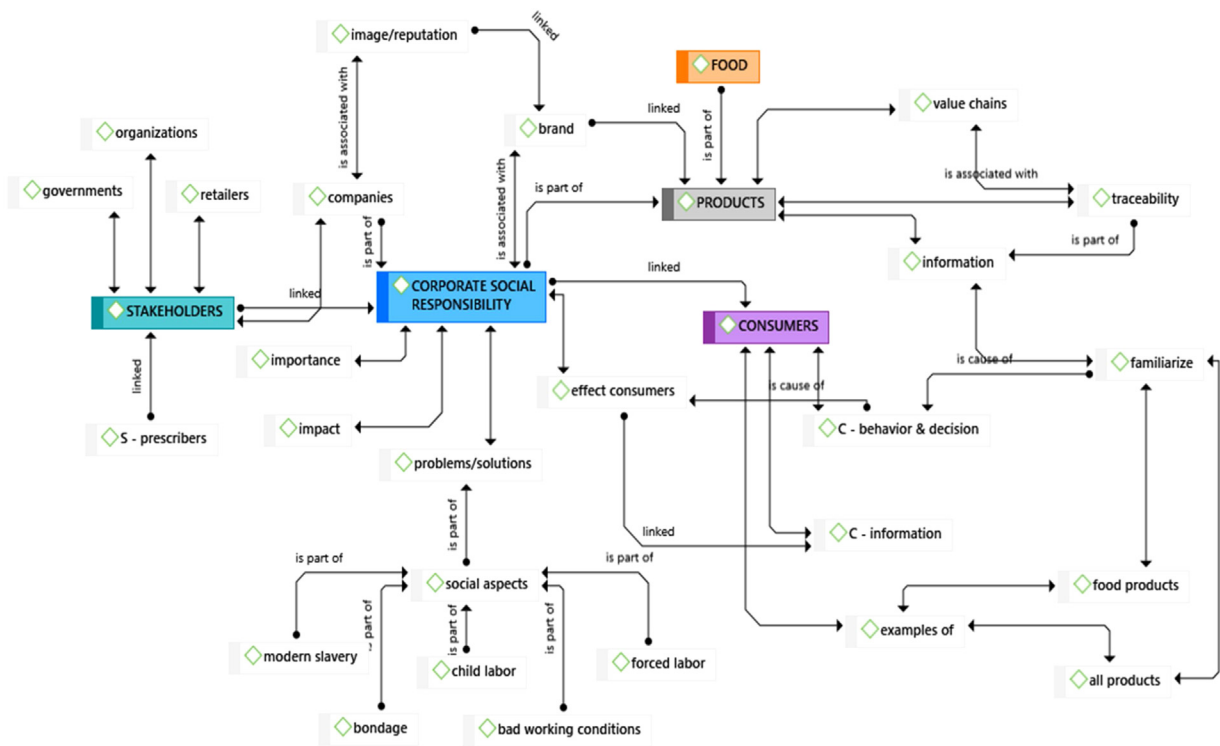 linked
image/reputation
FOOD
is associated with
linked
is part of
value chains
organizations
brand
governments
retailers
companies
is part of
is associated with
is part of
PRODUCTS
is associated with
traceability
is part of
information
CORPORATE SOCIAL
RESPONSIBILITY
linked
linked
STAKEHOLDERS
CONSUMERS
importance
linked
effect consumers
is cause of
is cause of
familiarize
S - prescribers
impact
C - behavior & decision
problems/solutions
is part of
linked
C - information
is part of
is part of
social aspects
food products
part of
is part of
is part of
examples of
modern slavery
child labor
forced labor
all products
bondage
bad working conditions